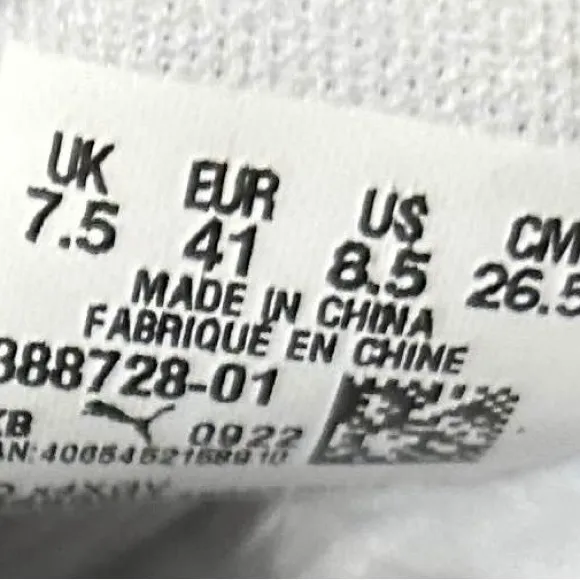 UK EUR US CM
7.5 41 8.5 26.5
MADE IN CHINA
FABRIQUÉ EN CHINE
388728-01
0922